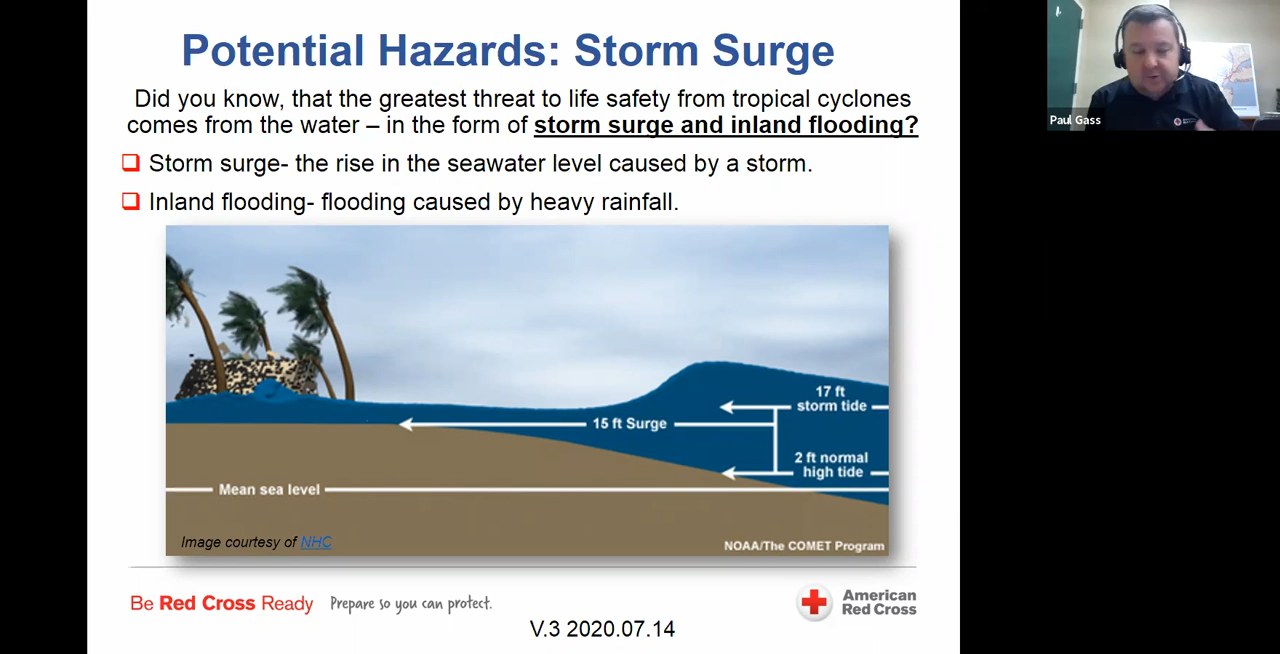 Potential Hazards: Storm Surge
Did you know, that the greatest threat to life safety from tropical cyclones
comes from the water – in the form of storm surge and inland flooding?
Storm surge- the rise in the seawater level caused by a storm.
Inland flooding- flooding caused by heavy rainfall.
17 ft
storm tide
15 ft Surge
2 ft normal
high tide
Mean sea level
Image courtesy of NHC
NOAA/The COMET Program
Be Red Cross Ready
Prepare so you can protect.
American
Red Cross
V.3 2020.07.14
Paul Gass